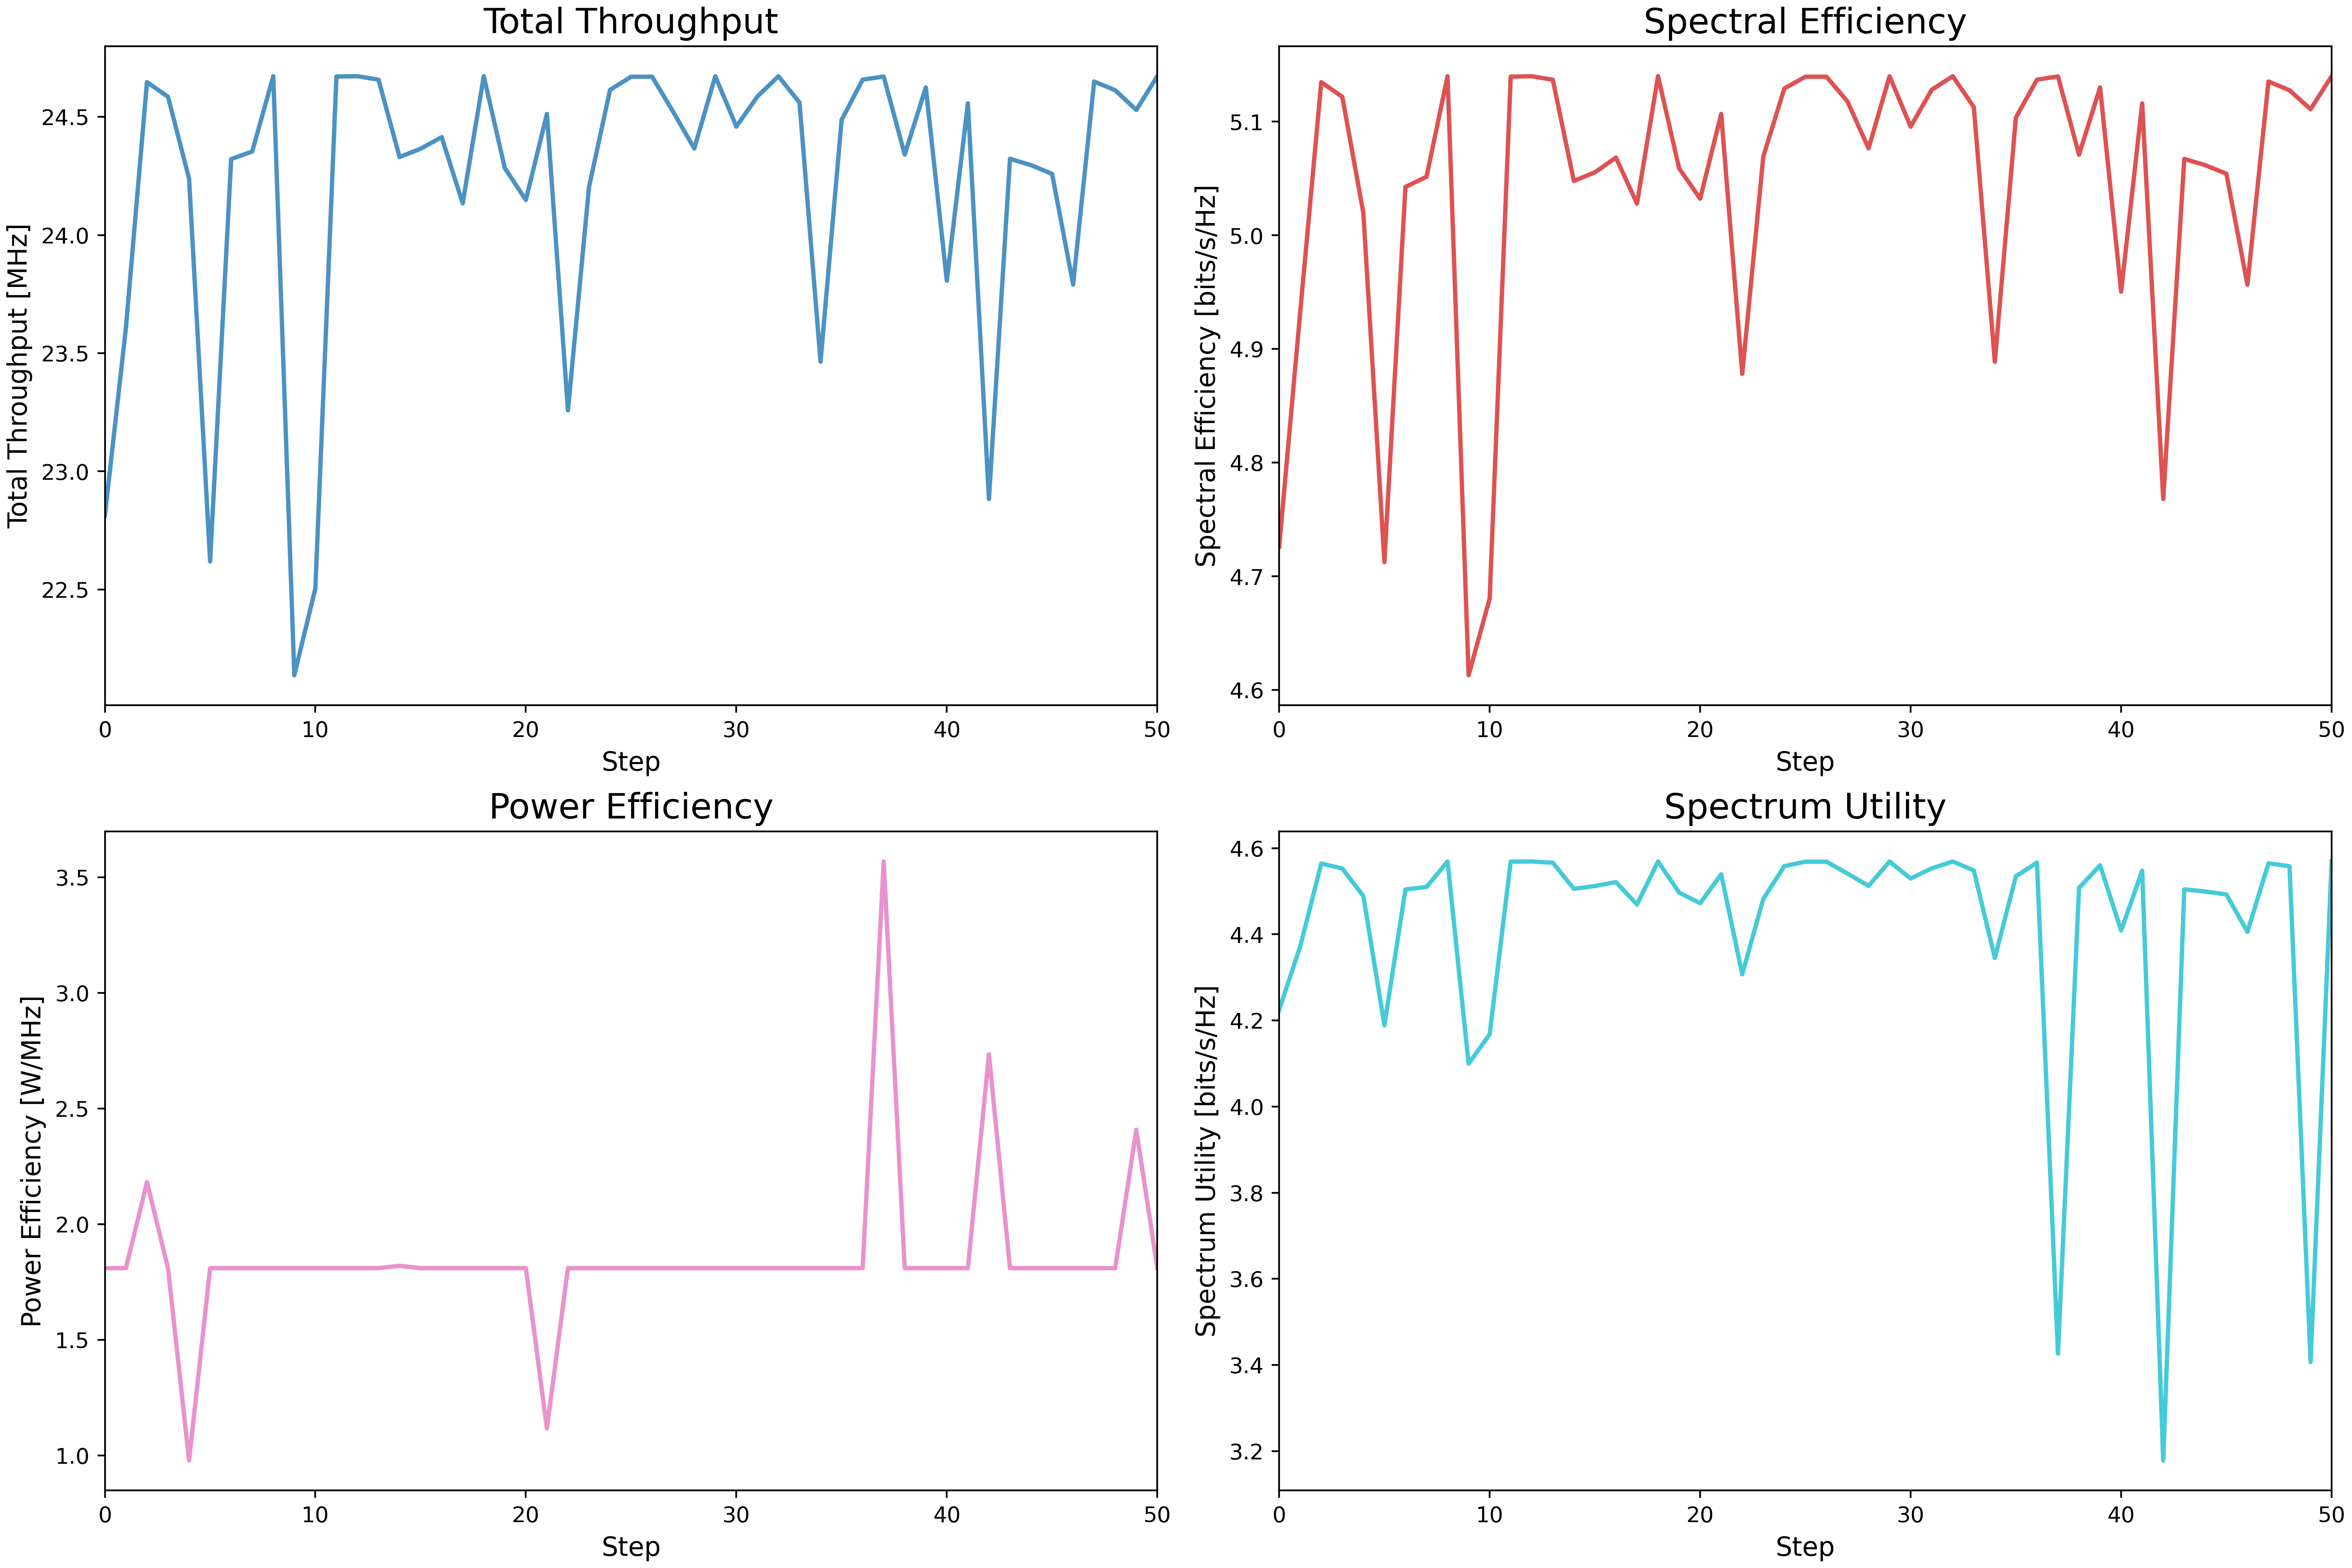 Total Throughput
Total Throughput [MHz]
24.5
24.0
23.5
23.0
22.5
0 10 20 30 40 50
Step
Spectral Efficiency
Spectral Efficiency [bits/s/Hz]
5.1
5.0
4.9
4.8
4.7
4.6
0 10 20 30 40 50
Step
Power Efficiency
Power Efficiency [W/MHz]
3.5
3.0
2.5
2.0
1.5
1.0
0 10 20 30 40 50
Step
Spectrum Utility
Spectrum Utility [bits/s/Hz]
4.6
4.4
4.2
4.0
3.8
3.6
3.4
3.2
0 10 20 30 40 50
Step